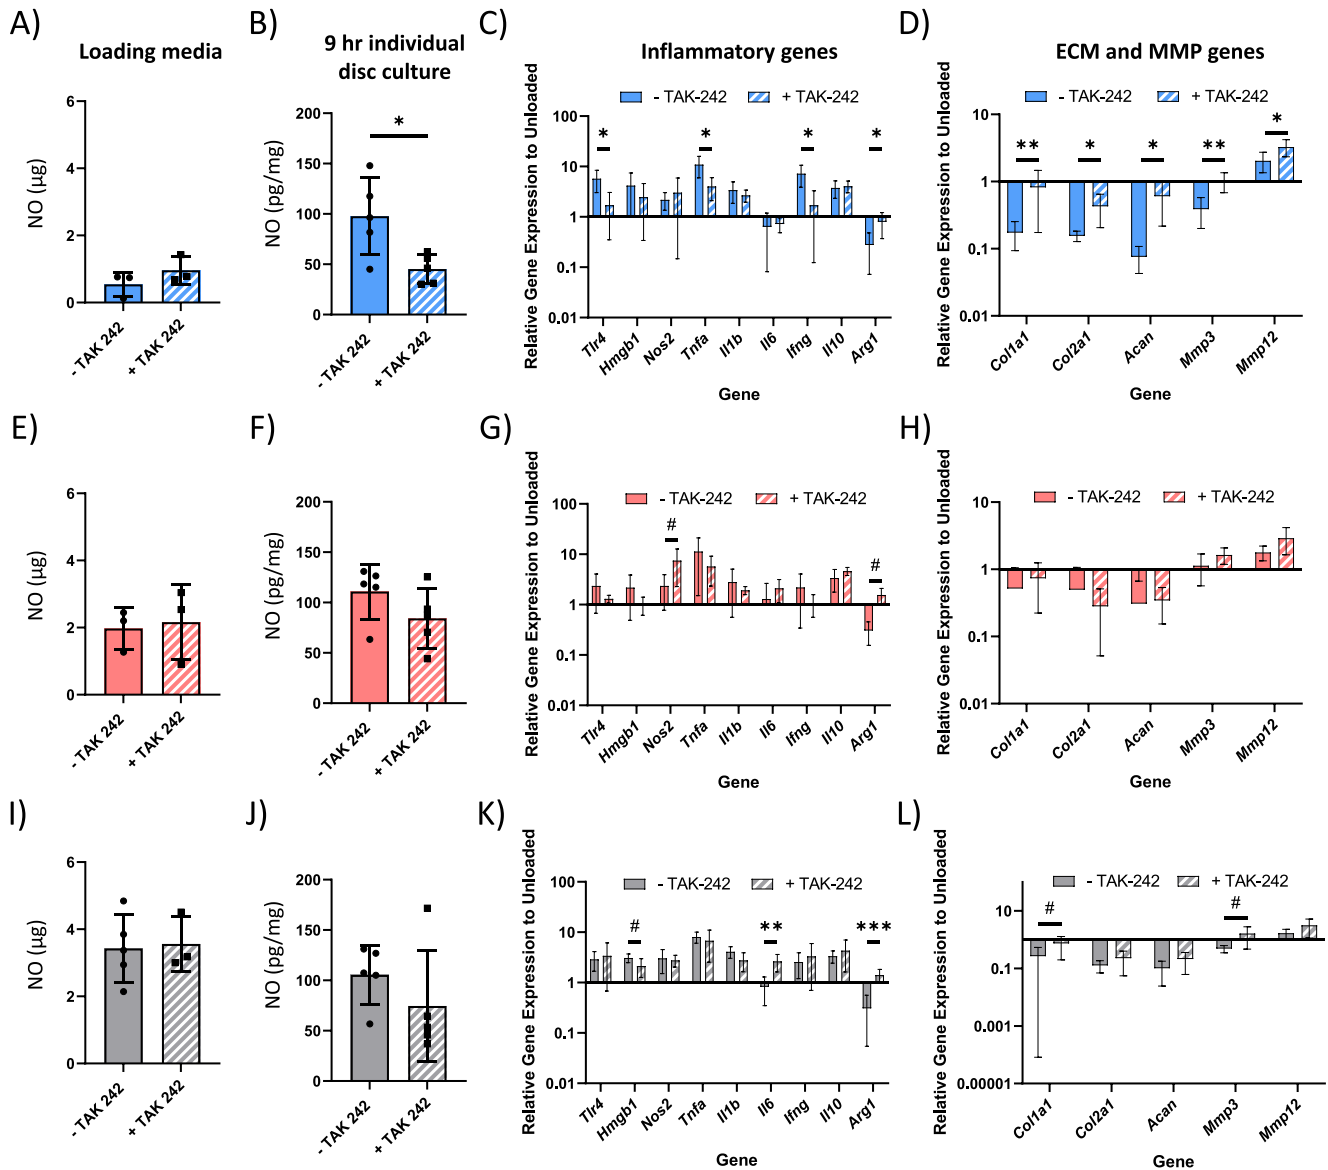 A)
Loading media
NO (µg)
6
4
2
0
- TAK 242
+ TAK 242
B)
9 hr individual
disc culture
NO (pg/mg)
200
150
100
50
0
*
- TAK 242
+ TAK 242
C)
Inflammatory genes
- TAK-242
+ TAK-242
Relative Gene Expression to Unloaded
100
10
1
0.1
0.01
*
*
*
*
Tlr4
Hmgb1
Nos2
Tnfa
Il1b
Il6
Ifng
Il10
Arg1
Gene
D)
ECM and MMP genes
- TAK-242
+ TAK-242
Relative Gene Expression to Unloaded
10
1
0.1
0.01
**
*
*
**
*
Col1a1
Col2a1
Acan
Mmp3
Mmp12
Gene
E)
NO (µg)
6
4
2
0
- TAK 242
+ TAK 242
F)
NO (pg/mg)
200
150
100
50
0
- TAK 242
+ TAK 242
G)
- TAK-242
+ TAK-242
Relative Gene Expression to Unloaded
100
10
1
0.1
0.01
#
#
Tlr4
Hmgb1
Nos2
Tnfa
Il1b
Il6
Ifng
Il10
Arg1
Gene
H)
- TAK-242
+ TAK-242
Relative Gene Expression to Unloaded
10
1
0.1
0.01
Col1a1
Col2a1
Acan
Mmp3
Mmp12
Gene
I)
NO (µg)
6
4
2
0
- TAK 242
+ TAK 242
J)
NO (pg/mg)
200
150
100
50
0
- TAK 242
+ TAK 242
K)
- TAK-242
+ TAK-242
Relative Gene Expression to Unloaded
100
10
1
0.1
0.01
#
**
***
Tlr4
Hmgb1
Nos2
Tnfa
Il1b
Il6
Ifng
Il10
Arg1
Gene
L)
- TAK-242
+ TAK-242
Relative Gene Expression to Unloaded
10
0.1
0.001
0.00001
#
#
Col1a1
Col2a1
Acan
Mmp3
Mmp12
Gene